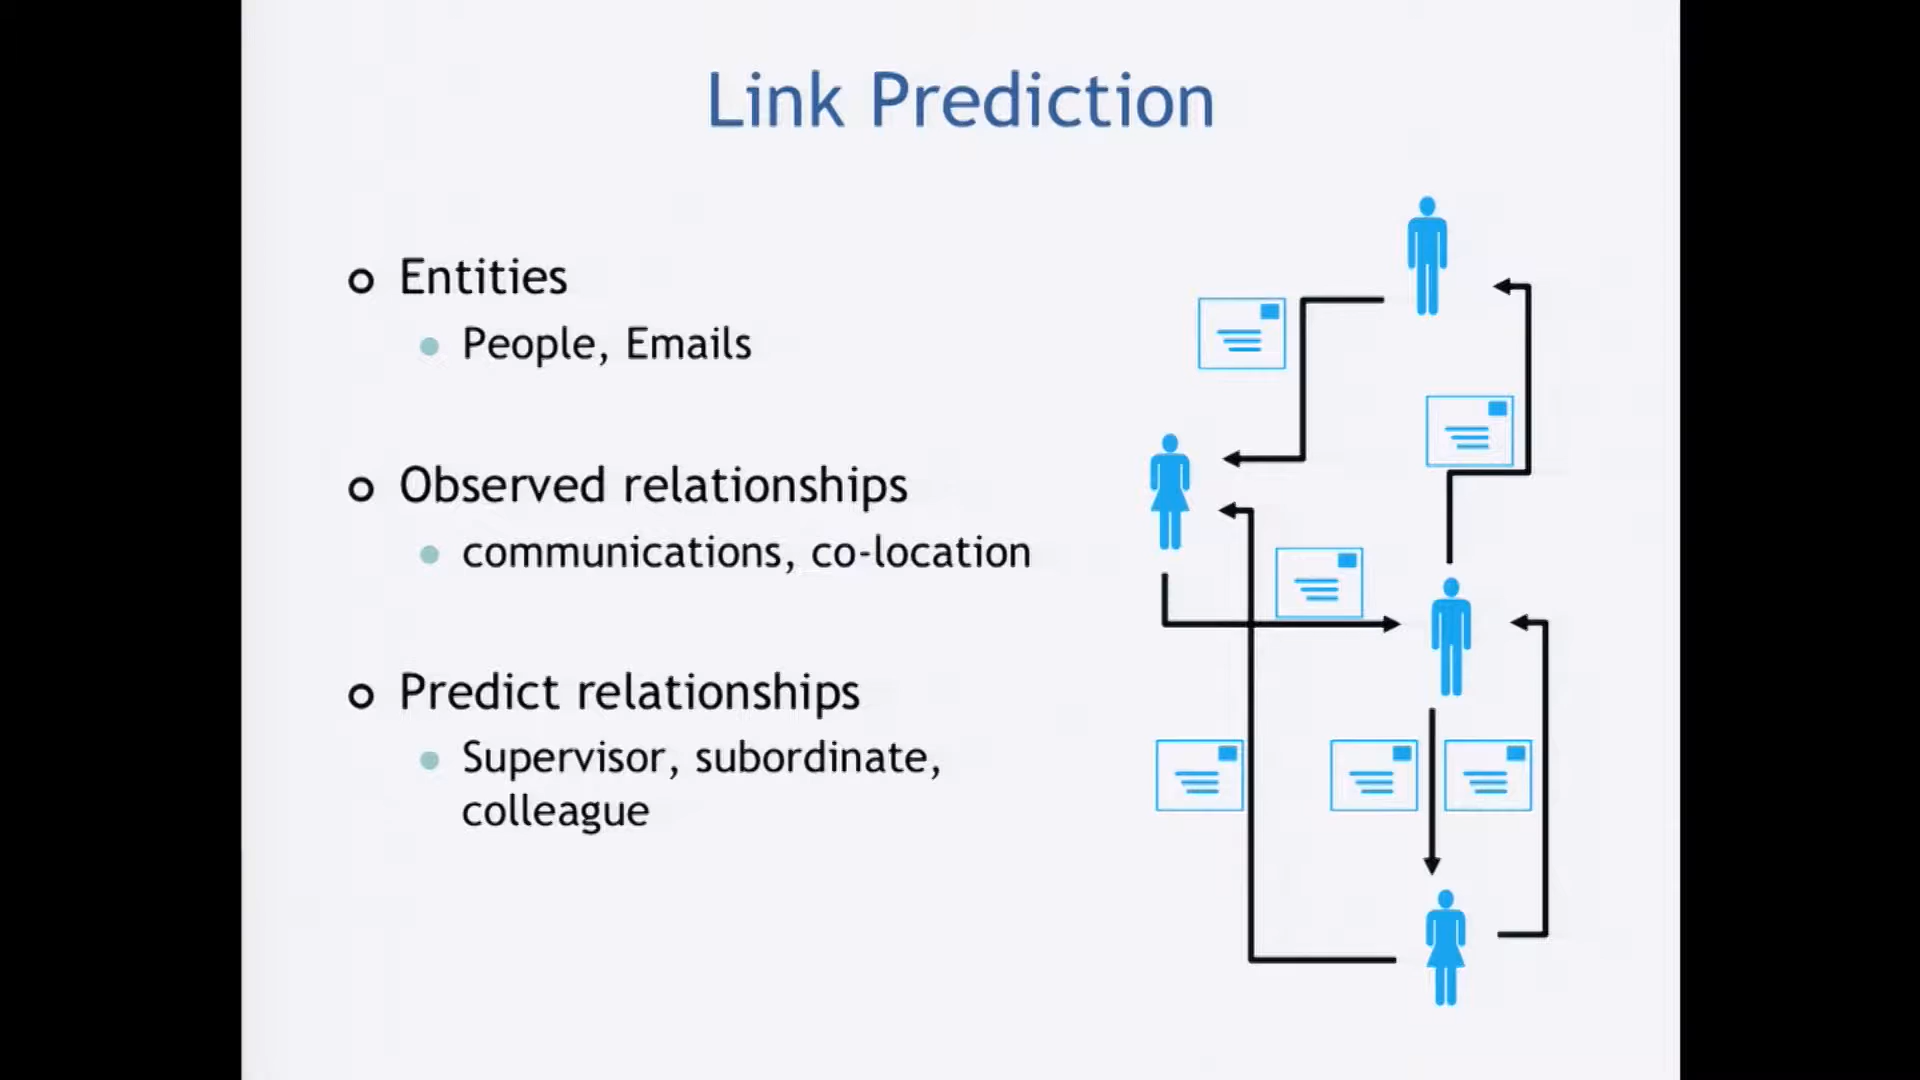 Link Prediction
Entities
People, Emails
Observed relationships
communications, co-location
Predict relationships
Supervisor, subordinate,
colleague